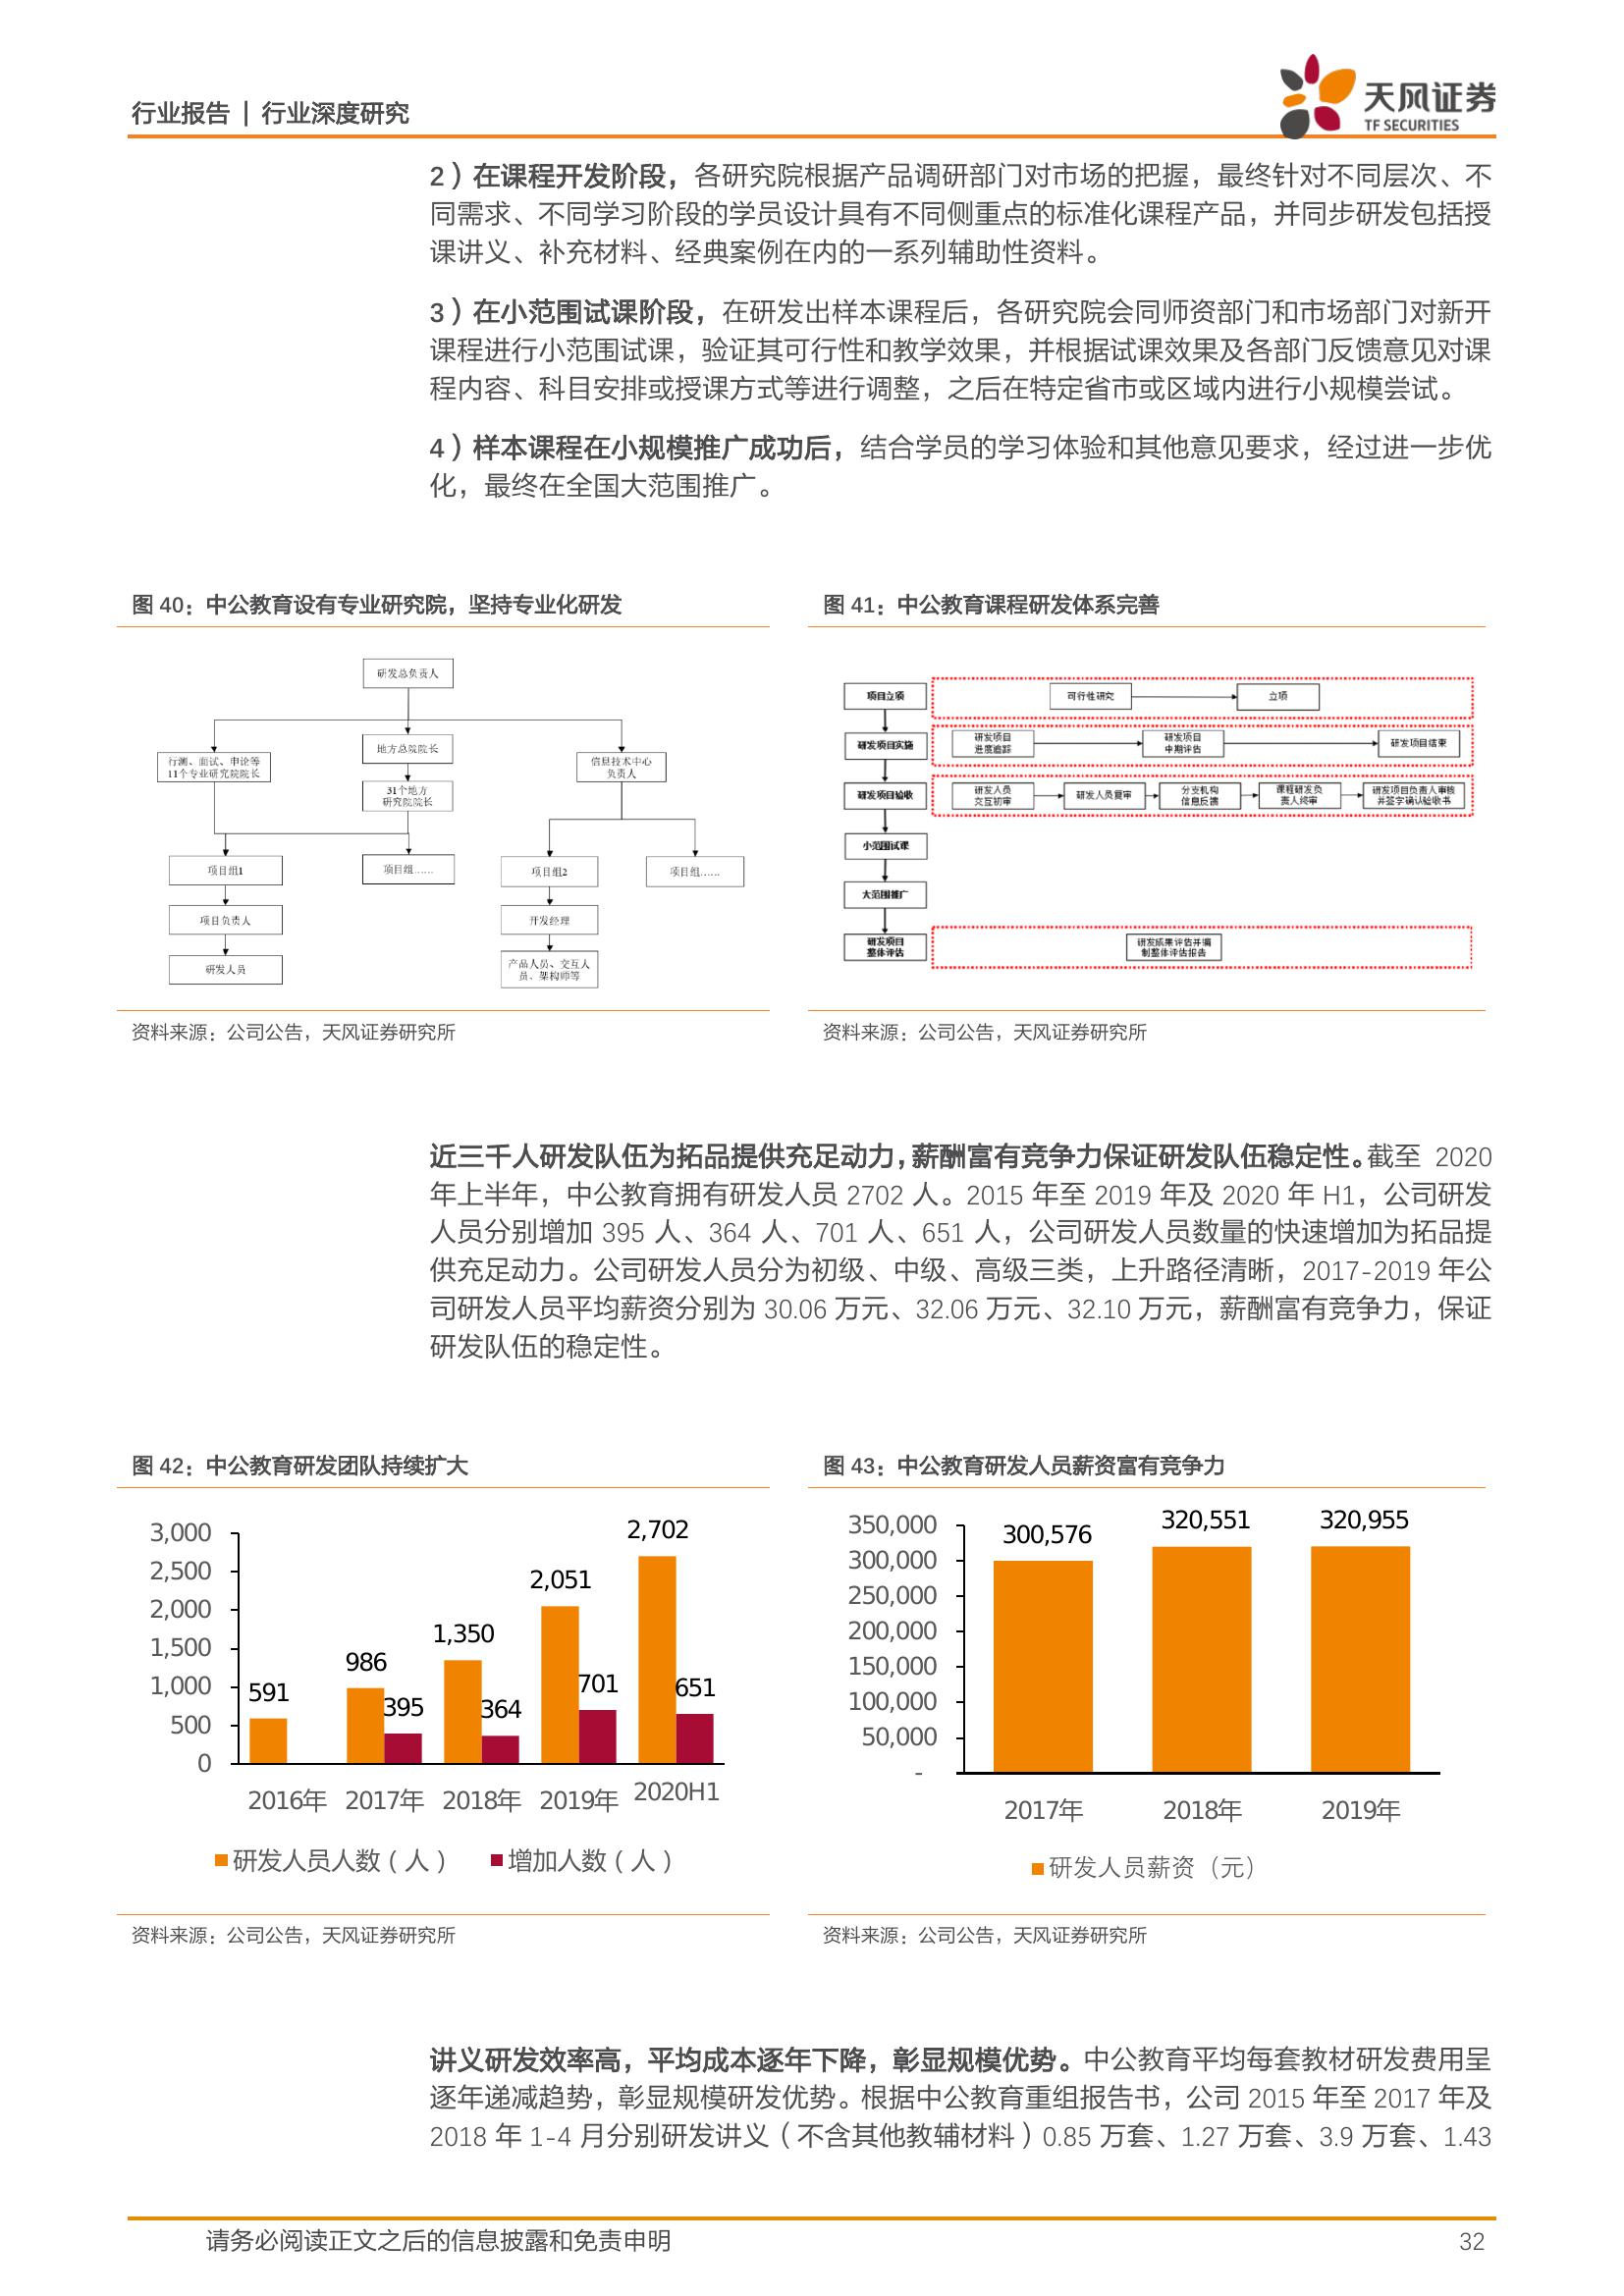 行业报告 | 行业深度研究
天风证券
TF SECURITIES
2）在课程开发阶段，各研究院根据产品调研部门对市场的把握，最终针对不同层次、不
同需求、不同学习阶段的学员设计具有不同侧重点的标准化课程产品，并同步研发包括授
课讲义、补充材料、经典案例在内的一系列辅助性资料。
3）在小范围试课阶段，在研发出样本课程后，各研究院会同师资部门和市场部门对新开
课程进行小范围试课，验证其可行性和教学效果，并根据试课效果及各部门反馈意见对课
程内容、科目安排或授课方式等进行调整，之后在特定省市或区域内进行小规模尝试。
4）样本课程在小规模推广成功后，结合学员的学习体验和其他意见要求，经过进一步优
化，最终在全国大范围推广。
图 40：中公教育设有专业研究院，坚持专业化研发
研发总负责人
行测、面试、申论等
11个专业研究院院长
地方总院院长
信息技术中心
负责人
31个地方
研究院院长
项目组1
项目组……
项目组2
项目组……
项目负责人
开发经理
研发人员
产品人员、交互人
员、架构师等
资料来源：公司公告，天风证券研究所
图 41：中公教育课程研发体系完善
项目立项
可行性研究
立项
研发项目实施
研发项目
进度追踪
研发项目
中期评估
研发项目结束
研发项目验收
研发人员
交互初审
研发人员复审
分支机构
信息反馈
课程研发负
责人终审
研发项目负责人审核
并签字确认验收书
小范围试课
大范围推广
研发项目
整体评估
研发成果评估并编
制整体评估报告
资料来源：公司公告，天风证券研究所
近三千人研发队伍为拓品提供充足动力，薪酬富有竞争力保证研发队伍稳定性。截至 2020
年上半年，中公教育拥有研发人员 2702 人。2015 年至 2019 年及 2020 年 H1，公司研发
人员分别增加 395 人、364 人、701 人、651 人，公司研发人员数量的快速增加为拓品提
供充足动力。公司研发人员分为初级、中级、高级三类，上升路径清晰，2017-2019 年公
司研发人员平均薪资分别为 30.06 万元、32.06 万元、32.10 万元，薪酬富有竞争力，保证
研发队伍的稳定性。
图 42：中公教育研发团队持续扩大
3,000
2,500
2,000
1,500
1,000
500
0
591
986
395
1,350
364
2,051
701
2,702
651
2016年
2017年
2018年
2019年
2020H1
研发人员人数（人）
增加人数（人）
资料来源：公司公告，天风证券研究所
图 43：中公教育研发人员薪资富有竞争力
350,000
300,000
250,000
200,000
150,000
100,000
50,000
-
300,576
320,551
320,955
2017年
2018年
2019年
研发人员薪资（元）
资料来源：公司公告，天风证券研究所
讲义研发效率高，平均成本逐年下降，彰显规模优势。中公教育平均每套教材研发费用呈
逐年递减趋势，彰显规模研发优势。根据中公教育重组报告书，公司 2015 年至 2017 年及
2018 年 1-4 月分别研发讲义（不含其他教辅材料）0.85 万套、1.27 万套、3.9 万套、1.43
请务必阅读正文之后的信息披露和免责申明
32